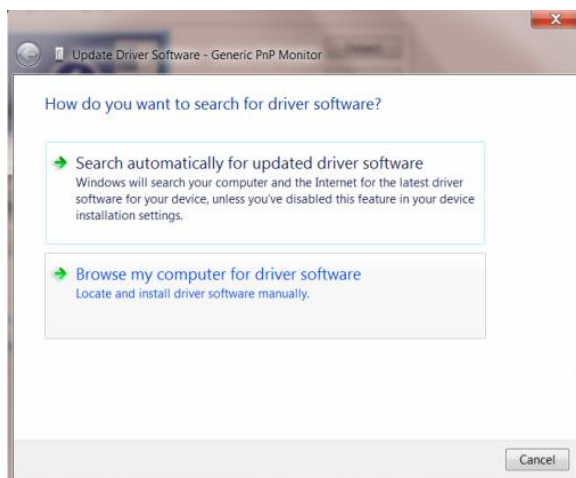 Update Driver Software - Generic PnP Monitor
How do you want to search for driver software?
Search automatically for updated driver software
Windows will search your computer and the Internet for the latest driver
software for your device, unless you've disabled this feature in your device
installation settings.
Browse my computer for driver software
Locate and install driver software manually.
Cancel